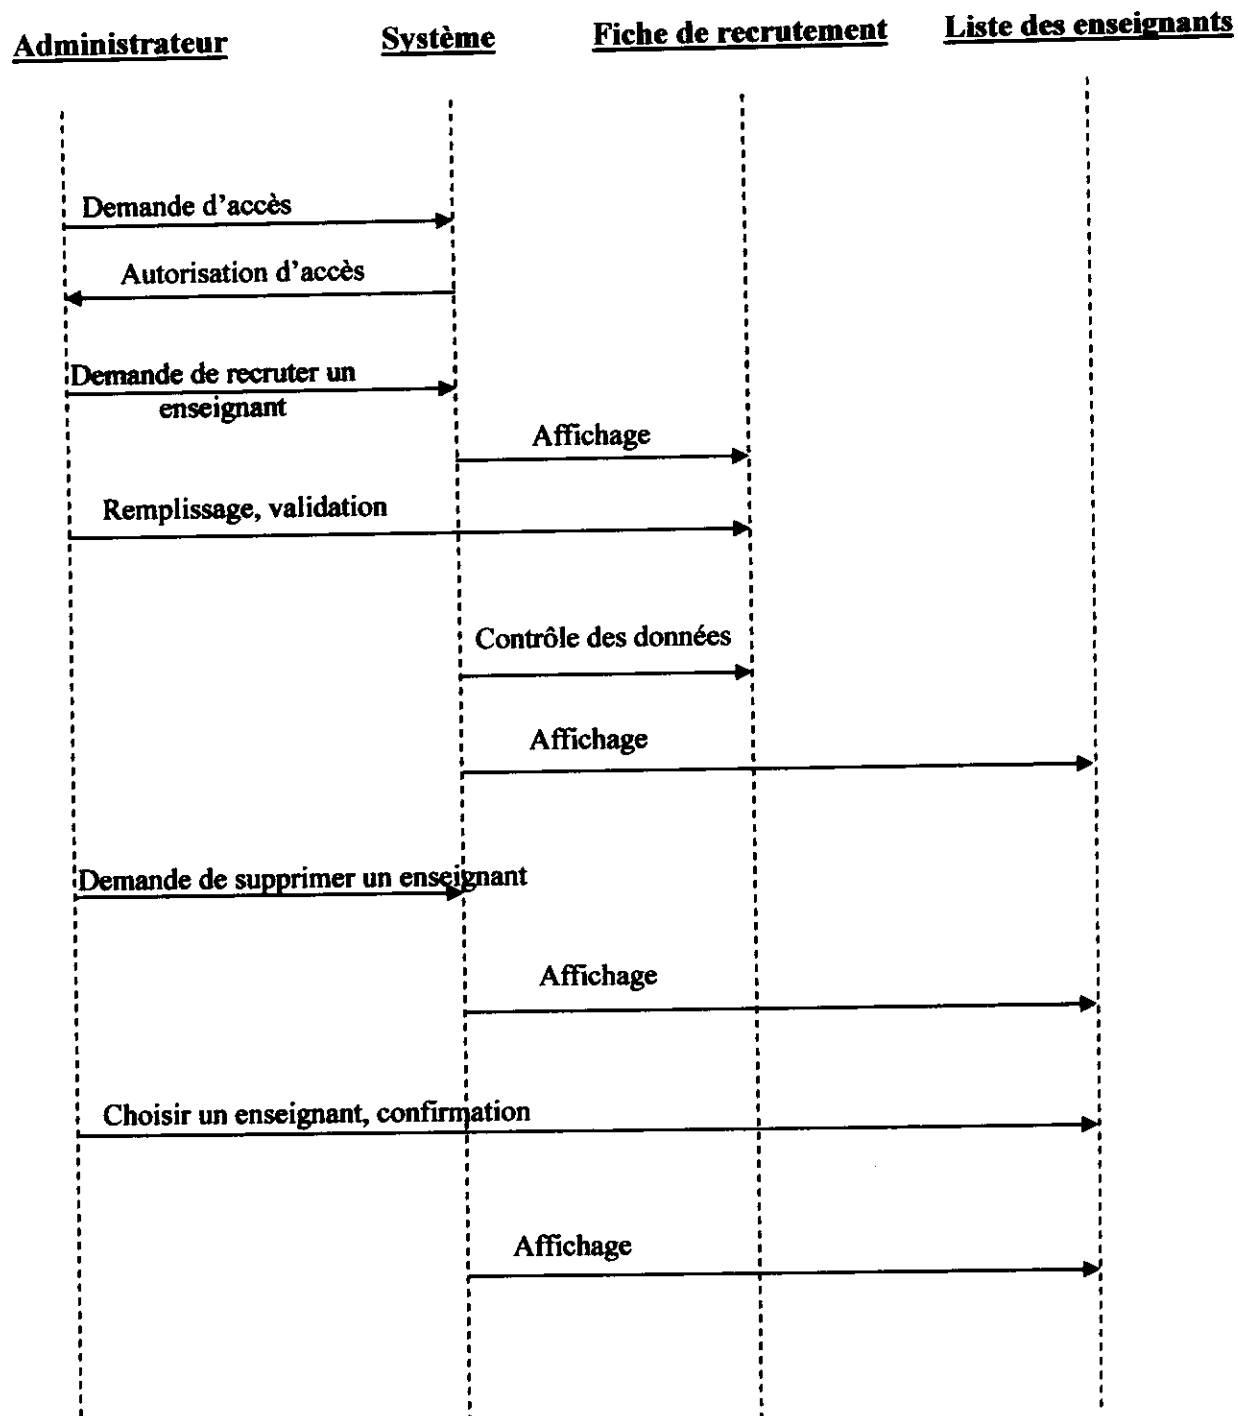 Administrateur Système Fiche de recrutement Liste des enseignants
Demande d'accès
Autorisation d'accès
Demande de recruter un
enseignant
Affichage
Remplissage, validation
Contrôle des données
Affichage
Demande de supprimer un enseignant
Affichage
Choisir un enseignant, confirmation
Affichage